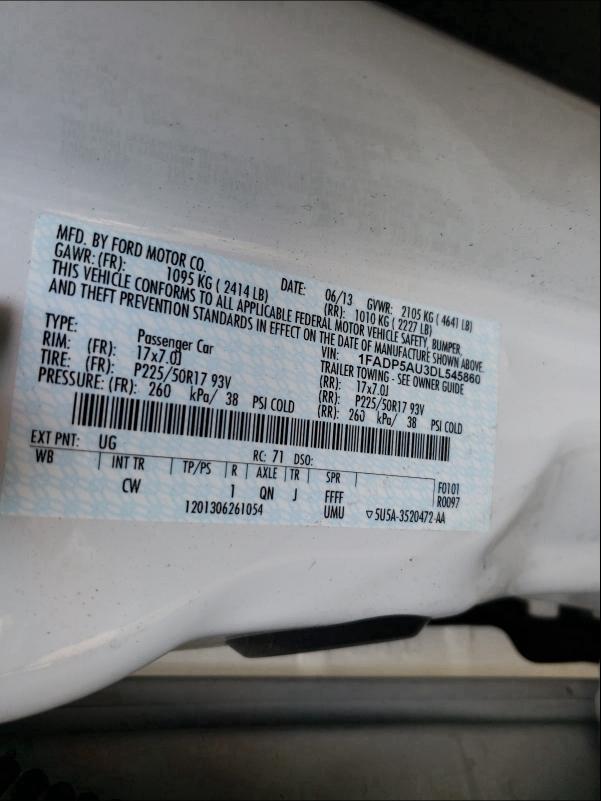 MFD. BY FORD MOTOR CO. DATE: 06/13 GVWR: 2105 KG ( 4641 LB)
GAWR: (FR): 1095 KG ( 2414 LB) (RR): 1010 KG ( 2227 LB)
THIS VEHICLE CONFORMS TO ALL APPLICABLE FEDERAL MOTOR VEHICLE SAFETY, BUMPER,
AND THEFT PREVENTION STANDARDS IN EFFECT ON THE DATE OF MANUFACTURE SHOWN ABOVE.
VIN: 1FADP5AU3DL545860
TYPE: Passenger Car TRAILER TOWING - SEE OWNER GUIDE
RIM: (FR): 17x7.0J (RR): 17x7.0J
TIRE: (FR): P225/50R17 93V (RR): P225/50R17 93V
PRESSURE: (FR): 260 kPa/ 38 PSI COLD (RR): 260 kPa/ 38 PSI COLD
EXT PNT: UG RC: 71 DSO:
WB INT TR TP/PS R AXLE TR SPR F0101
CW 1 QN J FFFF R0097
1201306261054 UMU ▽5U5A-3520472-AA